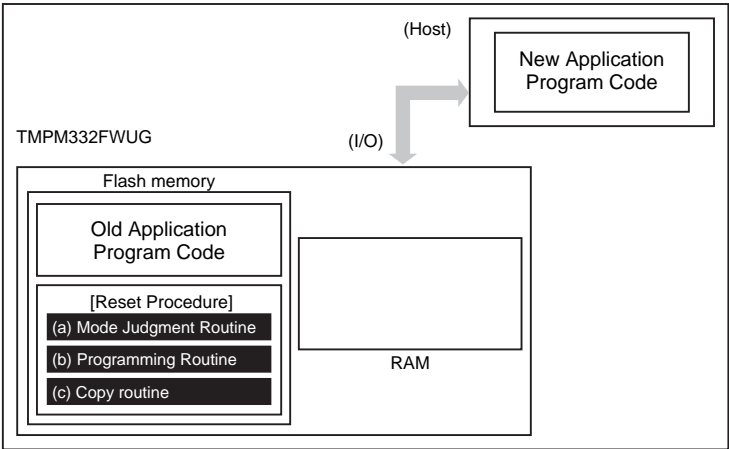 (Host)
New Application
Program Code
TMPM332FWUG
(I/O)
Flash memory
Old Application
Program Code
[Reset Procedure]
(a) Mode Judgment Routine
(b) Programming Routine
(c) Copy routine
RAM